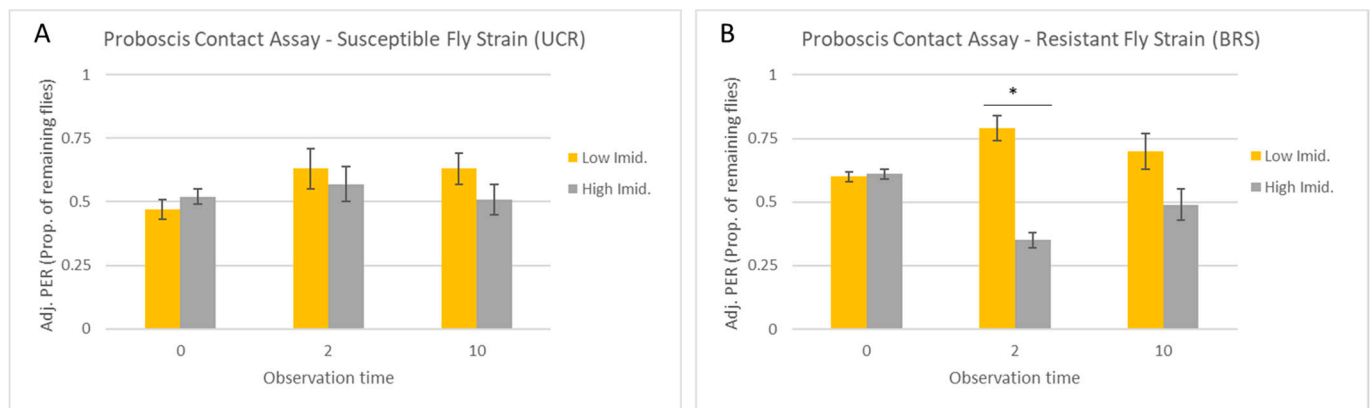 A
Proboscis Contact Assay - Susceptible Fly Strain (UCR)
Adj. PER (Prop. of remaining flies)
1
0.75
0.5
0.25
0
0
2
10
Observation time
Low Imid.
High Imid.
B
Proboscis Contact Assay - Resistant Fly Strain (BRS)
Adj. PER (Prop. of remaining flies)
1
0.75
0.5
0.25
0
*
0
2
10
Observation time
Low Imid.
High Imid.